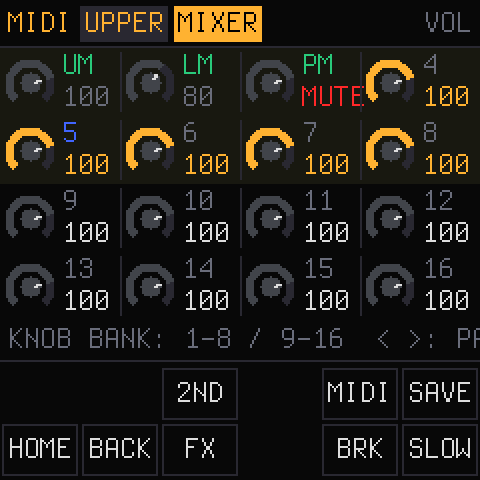 MIDI UPPER MIXER VOL
UM LM PM 4
100 80 MUTE 100
5 6 7 8
100 100 100 100
9 10 11 12
100 100 100 100
13 14 15 16
100 100 100 100
KNOB BANK: 1-8 / 9-16 < >: PA
2ND MIDI SAVE
HOME BACK FX BRK SLOW